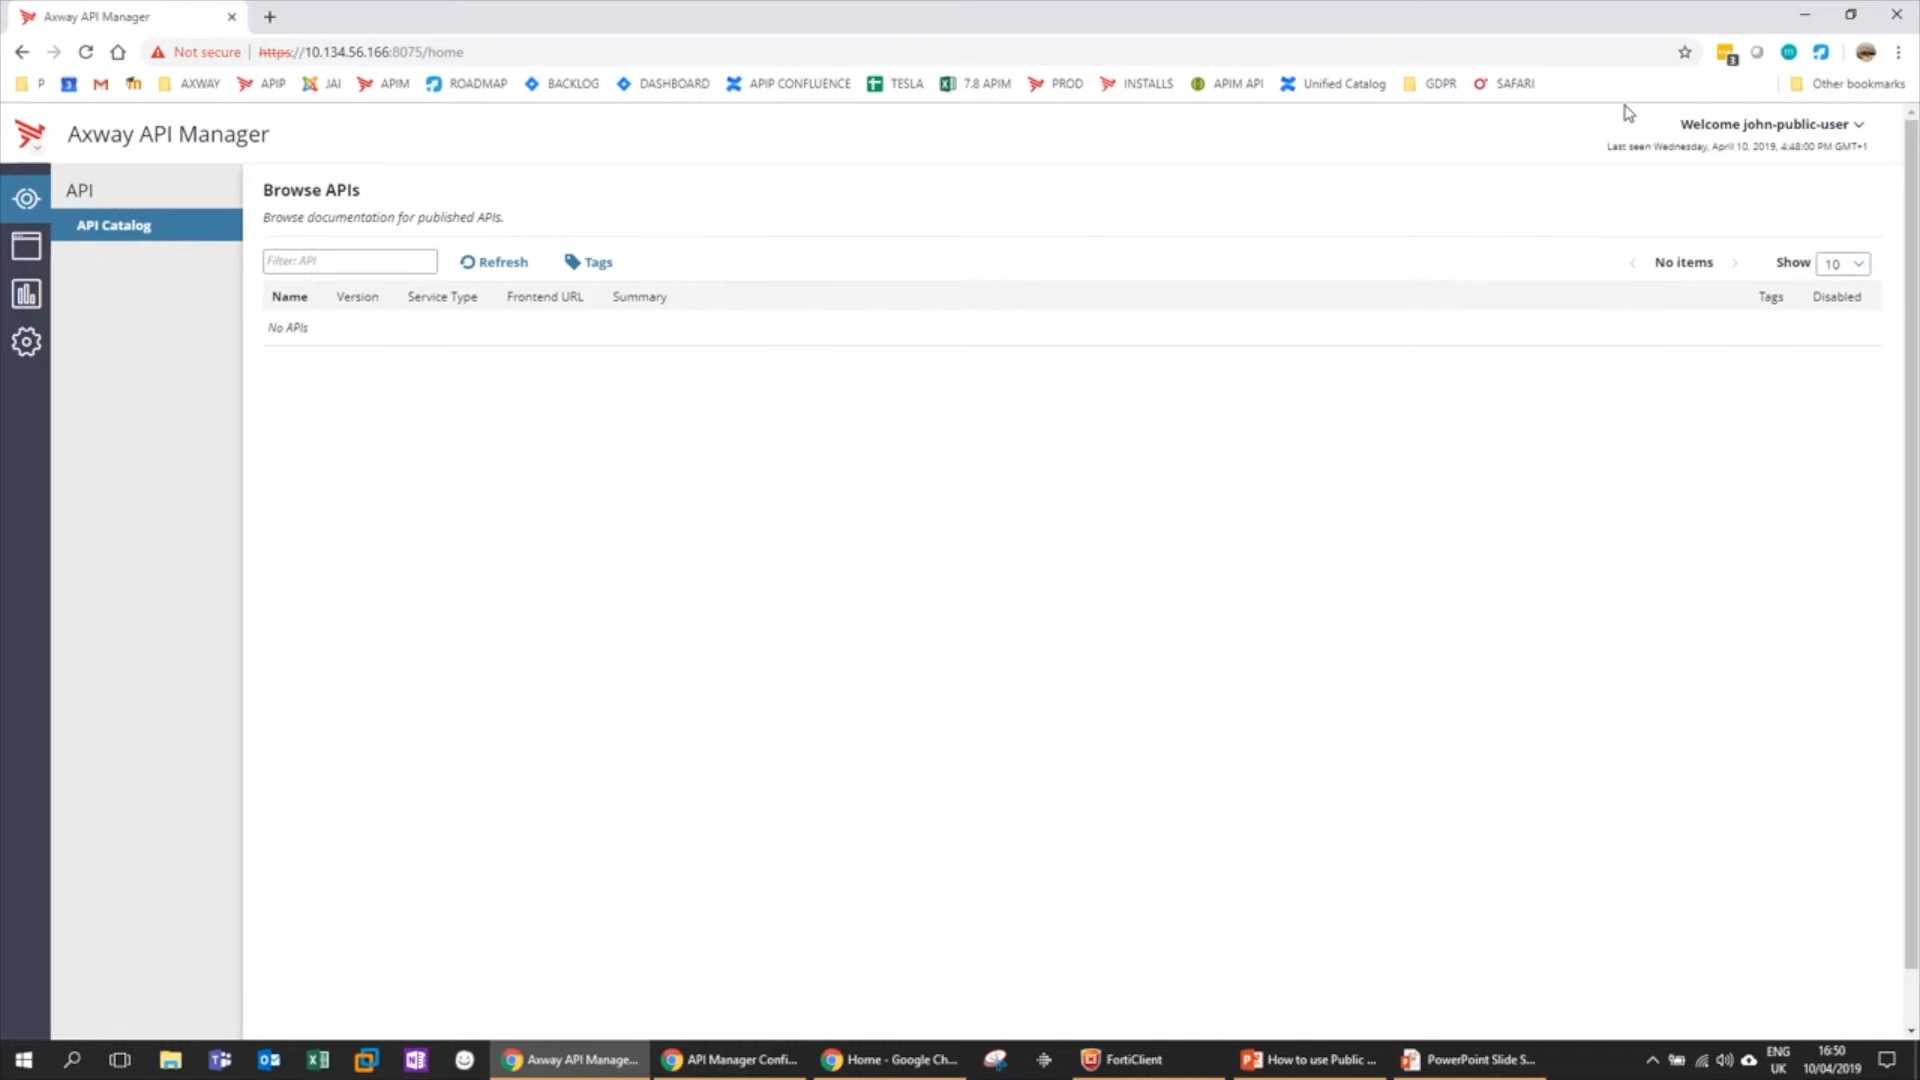 Axway API Manager
Not secure | https://10.134.56.166:8075/home
3
P 3 AXWAY APIP JAI APIM ROADMAP BACKLOG DASHBOARD APIP CONFLUENCE TESLA 7.8 APIM PROD INSTALLS APIM API Unified Catalog GDPR SAFARI Other bookmarks
Axway API Manager
Welcome john-public-user
Last seen Wednesday, April 10, 2019, 4:48:00 PM GMT+1
API
API Catalog
Browse APIs
Browse documentation for published APIs.
Filter: API Refresh Tags No items Show 10
Name Version Service Type Frontend URL Summary Tags Disabled
No APIs
Axway API Manage... API Manager Confi... Home - Google Ch... FortiClient How to use Public ... PowerPoint Slide S...
ENG
UK
16:50
10/04/2019